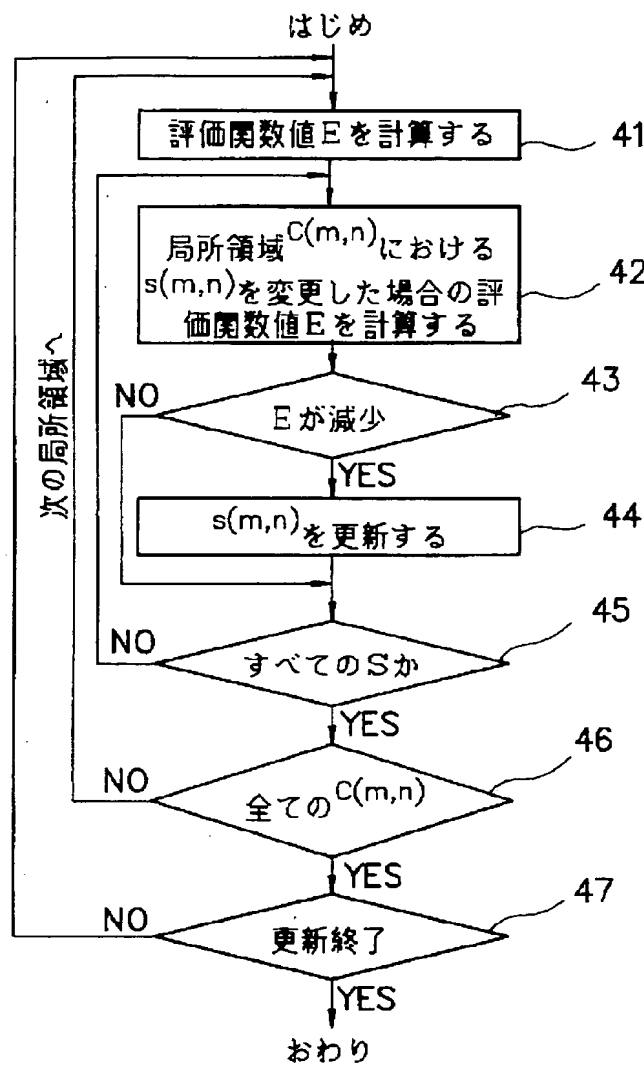 はじめ
評価関数値Eを計算する
41
局所領域C(m,n)における
s(m,n)を変更した場合の評
価関数値Eを計算する
42
次の局所領域へ
NO
Eが減少
43
YES
s(m,n)を更新する
44
NO
すべてのSか
45
YES
NO
全てのC(m,n)
46
YES
NO
更新終了
47
YES
おわり